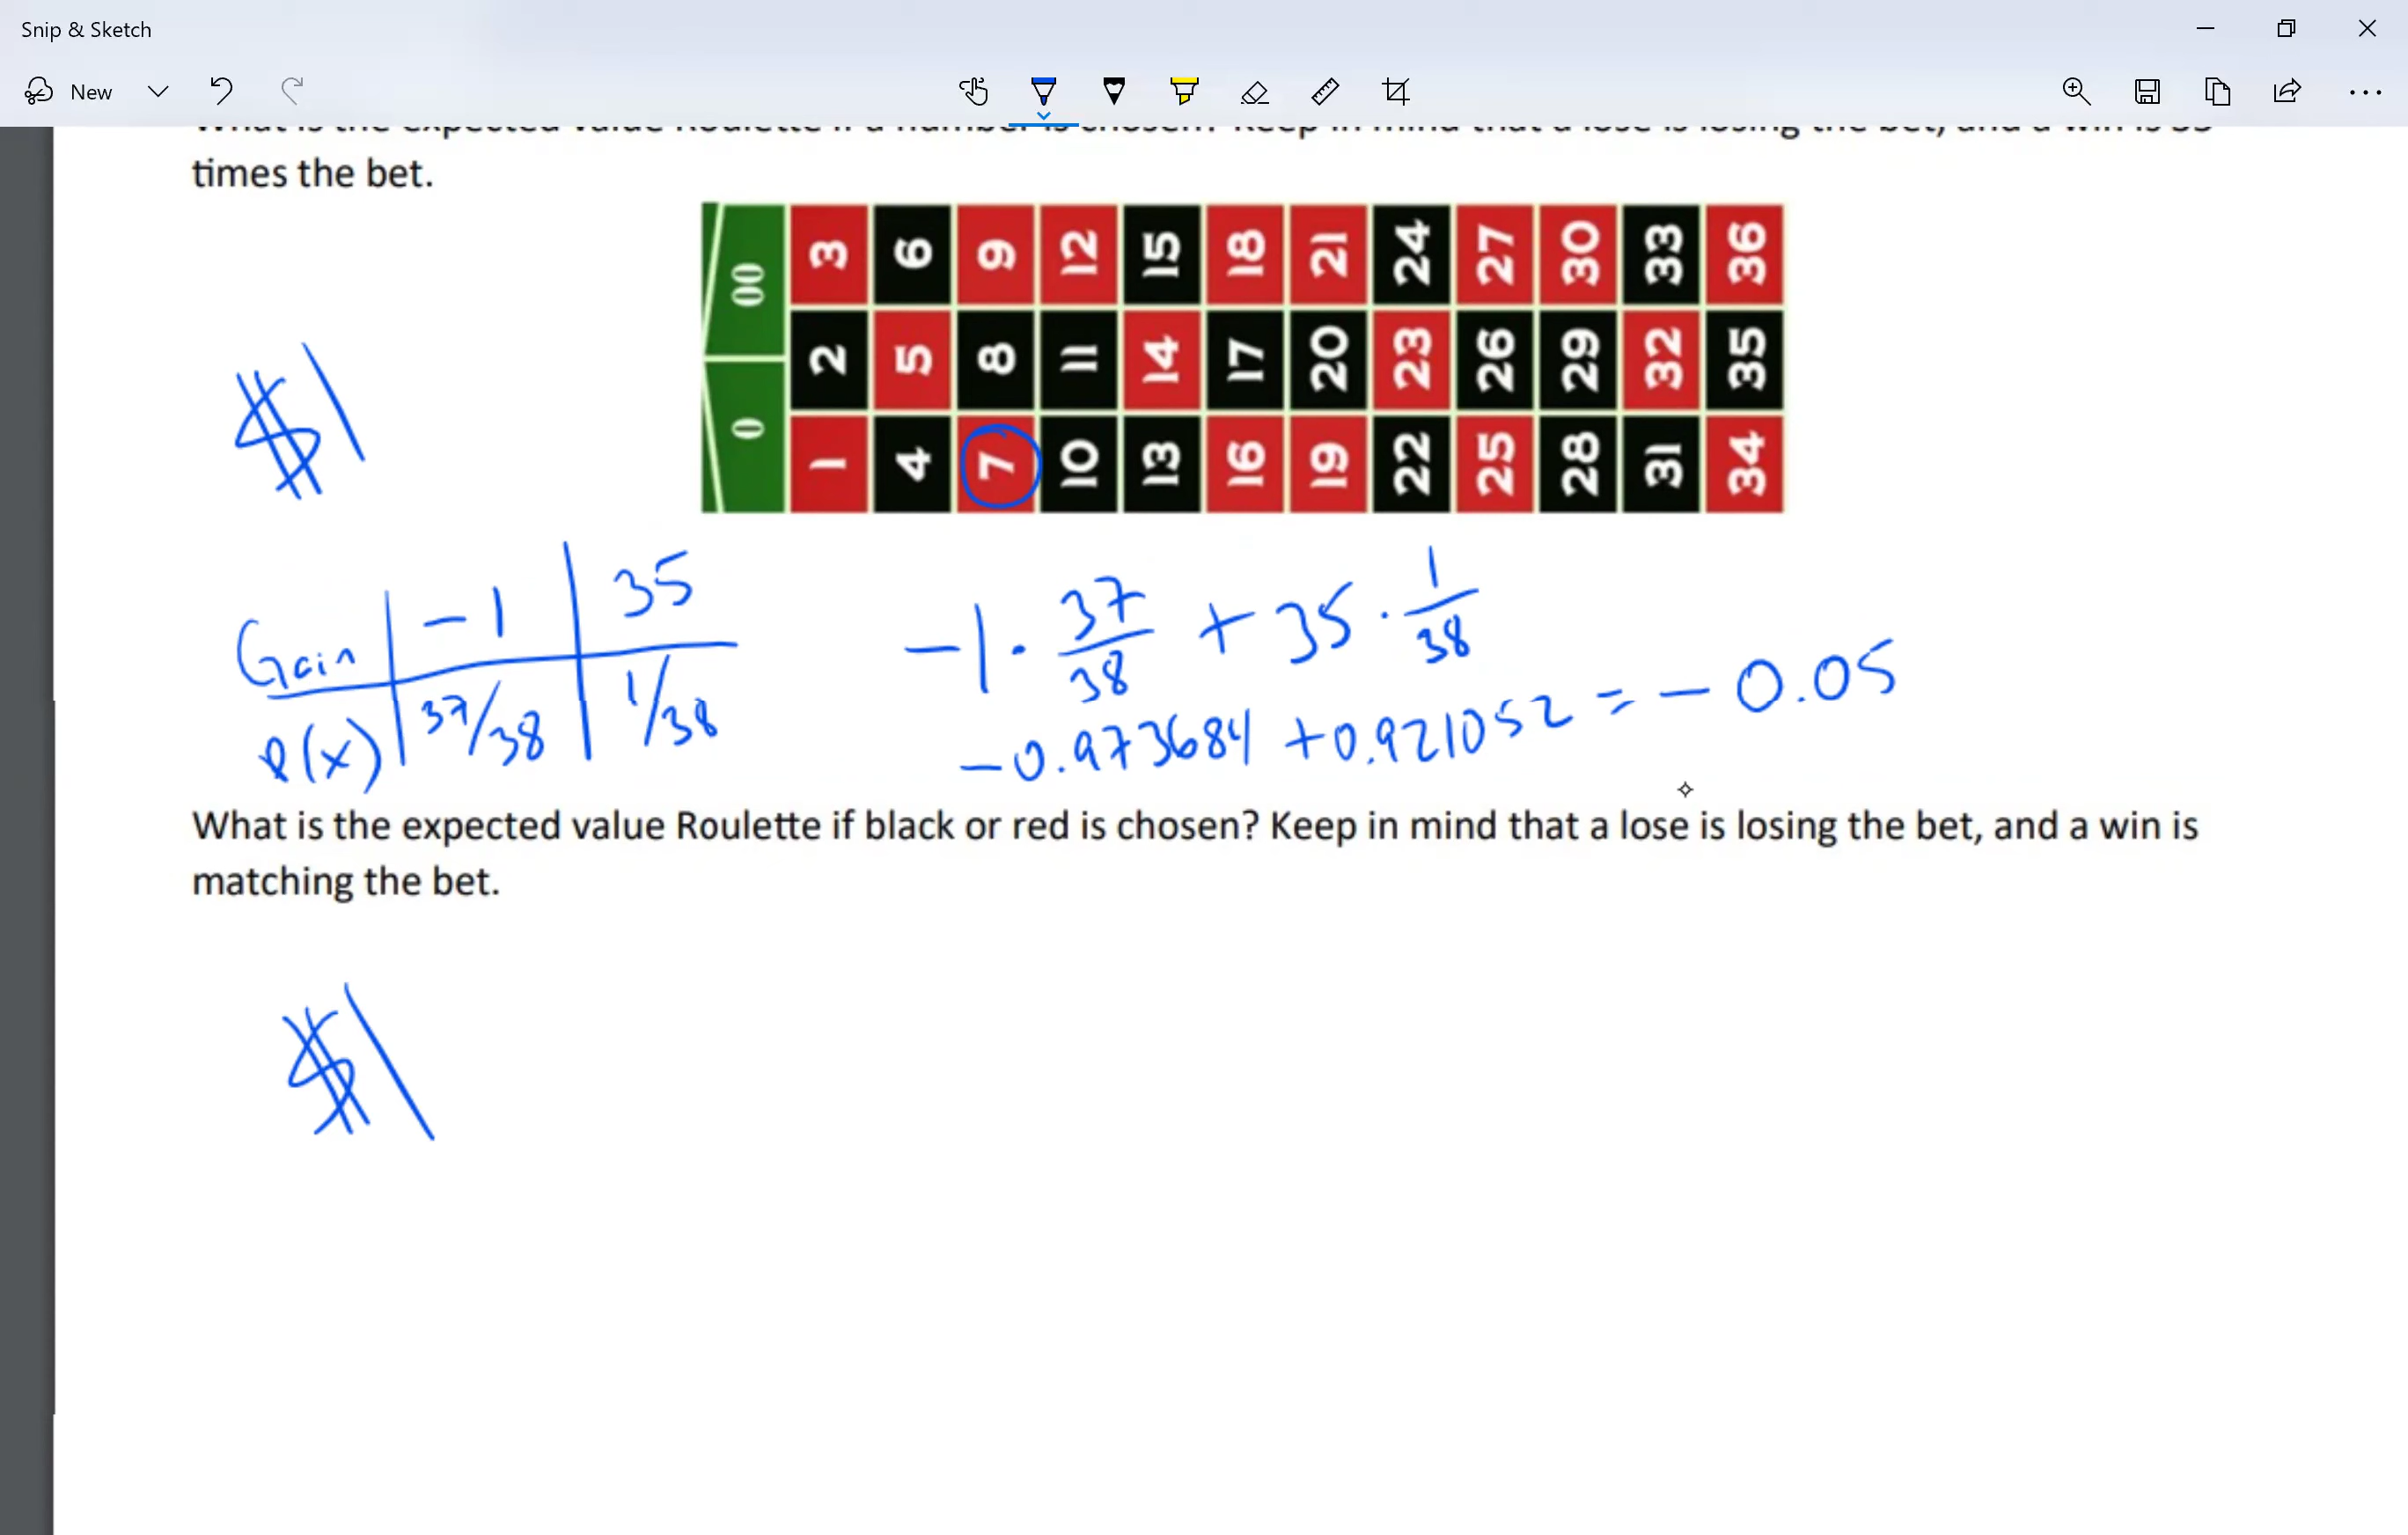 Snip & Sketch
New
times the bet.
00 3 6 9 12 15 18 21 24 27 30 33 36
2 5 8 11 14 17 20 23 26 29 32 35
0 1 4 7 10 13 16 19 22 25 28 31 34
$1
Gain -1 35
P(x) 37/38 1/38
-1 · 37/38 + 35 · 1/38
-0.973684 + 0.921052 = -0.05
What is the expected value Roulette if black or red is chosen? Keep in mind that a lose is losing the bet, and a win is
matching the bet.
$1